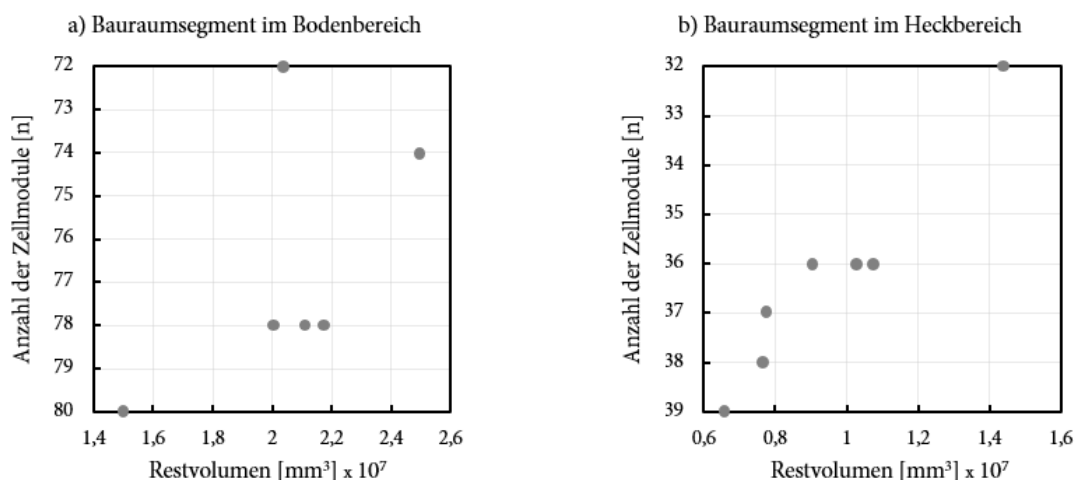 a) Bauraumsegment im Bodenbereich
72
73
74
75
76
77
78
79
80
Anzahl der Zellmodule [n]
1,4 1,6 1,8 2 2,2 2,4 2,6
Restvolumen [mm³] x 10⁷
b) Bauraumsegment im Heckbereich
32
33
34
35
36
37
38
39
Anzahl der Zellmodule [n]
0,6 0,8 1 1,2 1,4 1,6
Restvolumen [mm³] x 10⁷